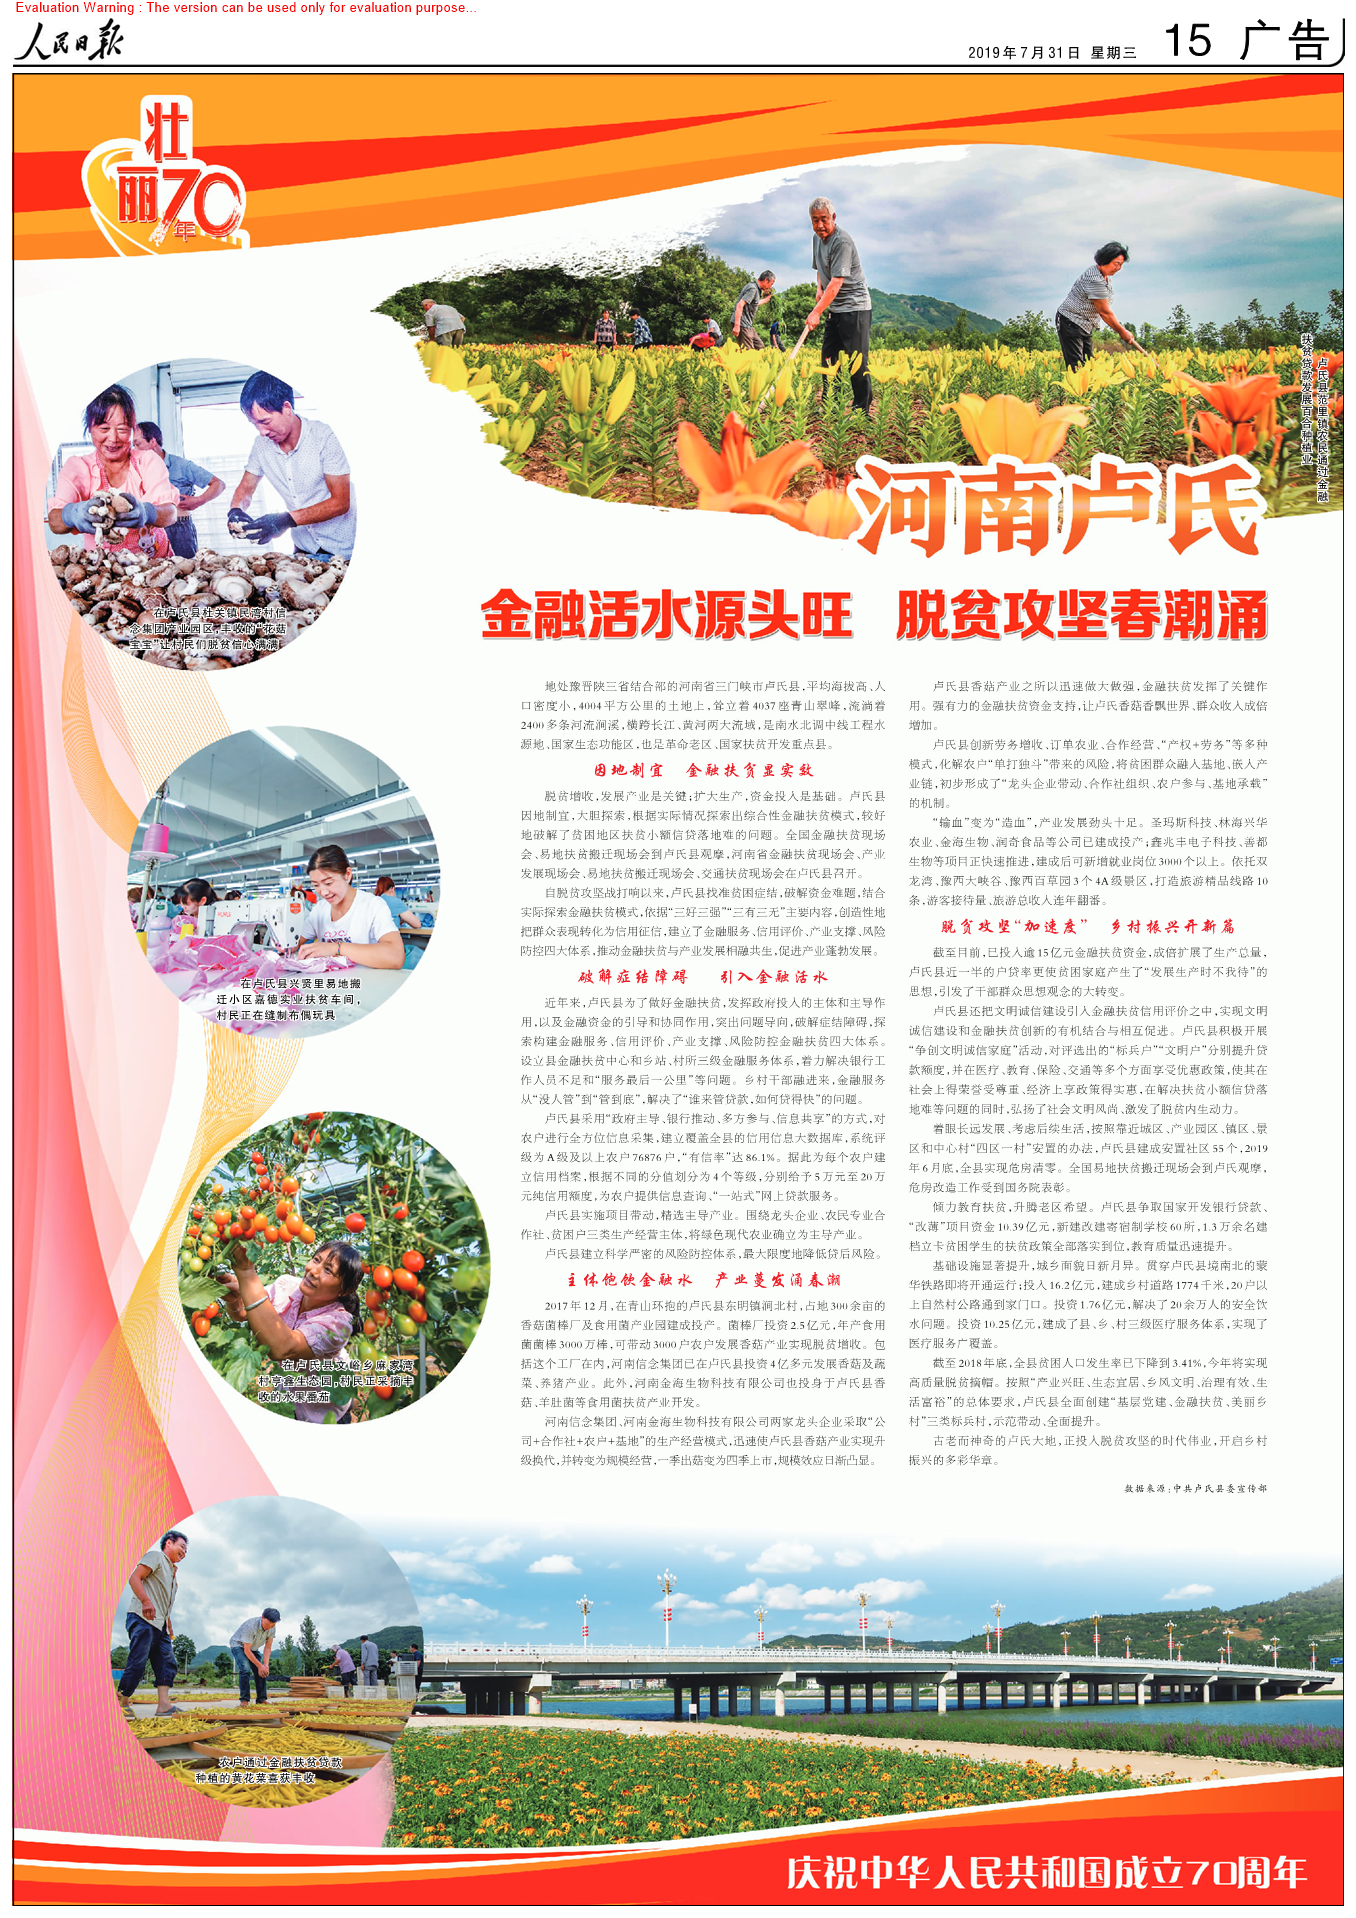 Evaluation Warning : The version can be used only for evaluation purpose...
人民日报
2019年7月31日 星期三
15 广告
壮
丽70
年
卢氏县范里镇农民通过金融
扶贫贷款发展百合种植业
河南卢氏
金融活水源头旺 脱贫攻坚春潮涌
在卢氏县杜关镇民湾村信
念集团产业园区,丰收的“花菇
宝宝”让村民们脱贫信心满满
在卢氏县兴贤里易地搬
迁小区嘉德实业扶贫车间,
村民正在缝制布偶玩具
在卢氏县文峪乡麻家湾
村亨鑫生态园,村民正采摘丰
收的水果番茄
农户通过金融扶贫贷款
种植的黄花菜喜获丰收
地处豫晋陕三省结合部的河南省三门峡市卢氏县,平均海拔高、人
口密度小,4004平方公里的土地上,耸立着4037座青山翠峰,流淌着
2400多条河流涧溪,横跨长江、黄河两大流域,是南水北调中线工程水
源地、国家生态功能区,也是革命老区、国家扶贫开发重点县。
因地制宜 金融扶贫显实效
脱贫增收,发展产业是关键;扩大生产,资金投入是基础。卢氏县
因地制宜,大胆探索,根据实际情况探索出综合性金融扶贫模式,较好
地破解了贫困地区扶贫小额信贷落地难的问题。全国金融扶贫现场
会、易地扶贫搬迁现场会到卢氏县观摩,河南省金融扶贫现场会、产业
发展现场会、易地扶贫搬迁现场会、交通扶贫现场会在卢氏县召开。
自脱贫攻坚战打响以来,卢氏县找准贫困症结,破解资金难题,结合
实际探索金融扶贫模式,依据“三好三强”“三有三无”主要内容,创造性地
把群众表现转化为信用征信,建立了金融服务、信用评价、产业支撑、风险
防控四大体系,推动金融扶贫与产业发展相融共生,促进产业蓬勃发展。
破解症结障碍 引入金融活水
近年来,卢氏县为了做好金融扶贫,发挥政府投入的主体和主导作
用,以及金融资金的引导和协同作用,突出问题导向,破解症结障碍,探
索构建金融服务、信用评价、产业支撑、风险防控金融扶贫四大体系。
设立县金融扶贫中心和乡站、村所三级金融服务体系,着力解决银行工
作人员不足和“服务最后一公里”等问题。乡村干部融进来,金融服务
从“没人管”到“管到底”,解决了“谁来管贷款,如何贷得快”的问题。
卢氏县采用“政府主导、银行推动、多方参与、信息共享”的方式,对
农户进行全方位信息采集,建立覆盖全县的信用信息大数据库,系统评
级为A级及以上农户76876户,“有信率”达86.1%。据此为每个农户建
立信用档案,根据不同的分值划分为4个等级,分别给予5万元至20万
元纯信用额度,为农户提供信息查询、“一站式”网上贷款服务。
卢氏县实施项目带动,精选主导产业。围绕龙头企业、农民专业合
作社、贫困户三类生产经营主体,将绿色现代农业确立为主导产业。
卢氏县建立科学严密的风险防控体系,最大限度地降低贷后风险。
主体饱饮金融水 产业蔓发涌春潮
2017年12月,在青山环抱的卢氏县东明镇涧北村,占地300余亩的
香菇菌棒厂及食用菌产业园建成投产。菌棒厂投资2.5亿元,年产食用
菌菌棒3000万棒,可带动3000户农户发展香菇产业实现脱贫增收。包
括这个工厂在内,河南信念集团已在卢氏县投资4亿多元发展香菇及蔬
菜、养猪产业。此外,河南金海生物科技有限公司也投身于卢氏县香
菇、羊肚菌等食用菌扶贫产业开发。
河南信念集团、河南金海生物科技有限公司两家龙头企业采取“公
司+合作社+农户+基地”的生产经营模式,迅速使卢氏县香菇产业实现升
级换代,并转变为规模经营,一季出菇变为四季上市,规模效应日渐凸显。
卢氏县香菇产业之所以迅速做大做强,金融扶贫发挥了关键作
用。强有力的金融扶贫资金支持,让卢氏香菇香飘世界、群众收入成倍
增加。
卢氏县创新劳务增收、订单农业、合作经营、“产权+劳务”等多种
模式,化解农户“单打独斗”带来的风险,将贫困群众融入基地、嵌入产
业链,初步形成了“龙头企业带动、合作社组织、农户参与、基地承载”
的机制。
“输血”变为“造血”,产业发展劲头十足。圣玛斯科技、林海兴华
农业、金海生物、润奇食品等公司已建成投产;鑫兆丰电子科技、善都
生物等项目正快速推进,建成后可新增就业岗位3000个以上。依托双
龙湾、豫西大峡谷、豫西百草园3个4A级景区,打造旅游精品线路10
条,游客接待量、旅游总收入连年翻番。
脱贫攻坚“加速度” 乡村振兴开新篇
截至目前,已投入逾15亿元金融扶贫资金,成倍扩展了生产总量,
卢氏县近一半的户贷率更使贫困家庭产生了“发展生产时不我待”的
思想,引发了干部群众思想观念的大转变。
卢氏县还把文明诚信建设引入金融扶贫信用评价之中,实现文明
诚信建设和金融扶贫创新的有机结合与相互促进。卢氏县积极开展
“争创文明诚信家庭”活动,对评选出的“标兵户”“文明户”分别提升贷
款额度,并在医疗、教育、保险、交通等多个方面享受优惠政策,使其在
社会上得荣誉受尊重、经济上享政策得实惠,在解决扶贫小额信贷落
地难等问题的同时,弘扬了社会文明风尚、激发了脱贫内生动力。
着眼长远发展、考虑后续生活,按照靠近城区、产业园区、镇区、景
区和中心村“四区一村”安置的办法,卢氏县建成安置社区55个,2019
年6月底,全县实现危房清零。全国易地扶贫搬迁现场会到卢氏观摩,
危房改造工作受到国务院表彰。
倾力教育扶贫,升腾老区希望。卢氏县争取国家开发银行贷款、
“改薄”项目资金10.39亿元,新建改建寄宿制学校60所,1.3万余名建
档立卡贫困学生的扶贫政策全部落实到位,教育质量迅速提升。
基础设施显著提升,城乡面貌日新月异。贯穿卢氏县境南北的蒙
华铁路即将开通运行;投入16.2亿元,建成乡村道路1774千米,20户以
上自然村公路通到家门口。投资1.76亿元,解决了20余万人的安全饮
水问题。投资10.25亿元,建成了县、乡、村三级医疗服务体系,实现了
医疗服务广覆盖。
截至2018年底,全县贫困人口发生率已下降到3.41%,今年将实现
高质量脱贫摘帽。按照“产业兴旺、生态宜居、乡风文明、治理有效、生
活富裕”的总体要求,卢氏县全面创建“基层党建、金融扶贫、美丽乡
村”三类标兵村,示范带动、全面提升。
古老而神奇的卢氏大地,正投入脱贫攻坚的时代伟业,开启乡村
振兴的多彩华章。
数据来源:中共卢氏县委宣传部
庆祝中华人民共和国成立70周年